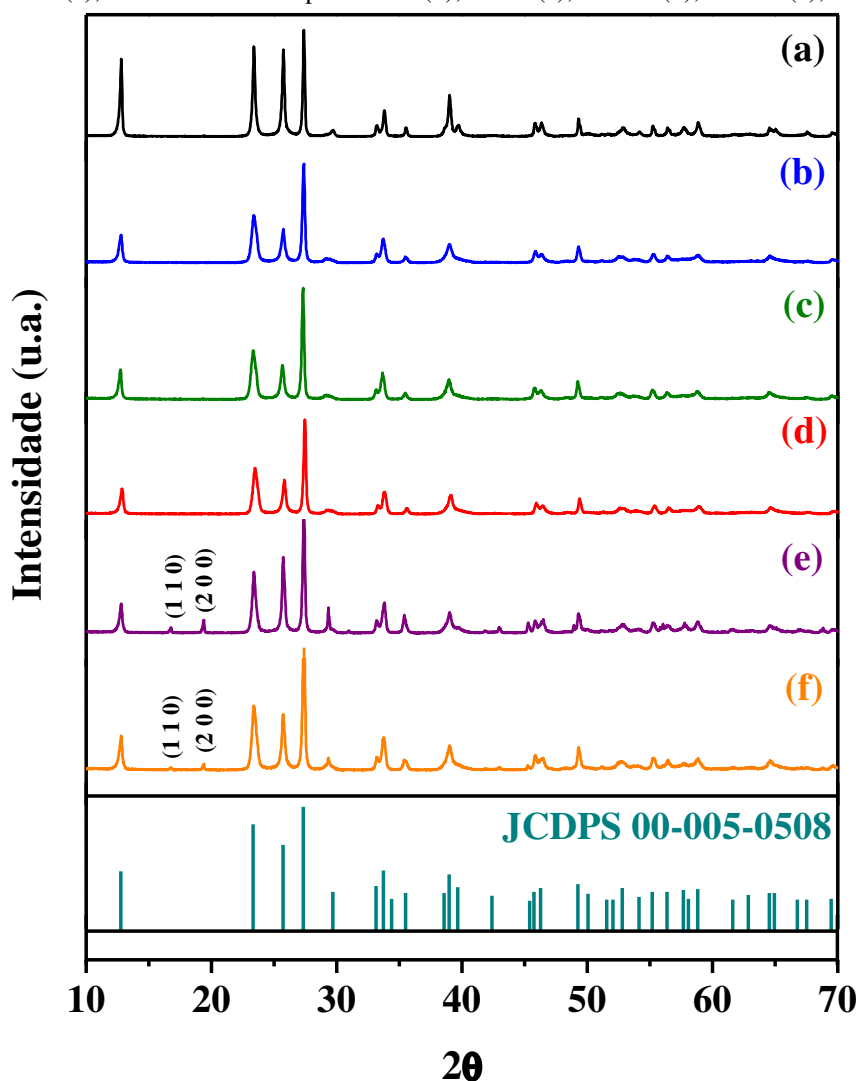 (a)
(b)
(c)
(d)
(1 1 0)
(2 0 0)
(e)
(1 1 0)
(2 0 0)
(f)
JCDPS 00-005-0508
Intensidade (u.a.)
10 20 30 40 50 60 70
2θ